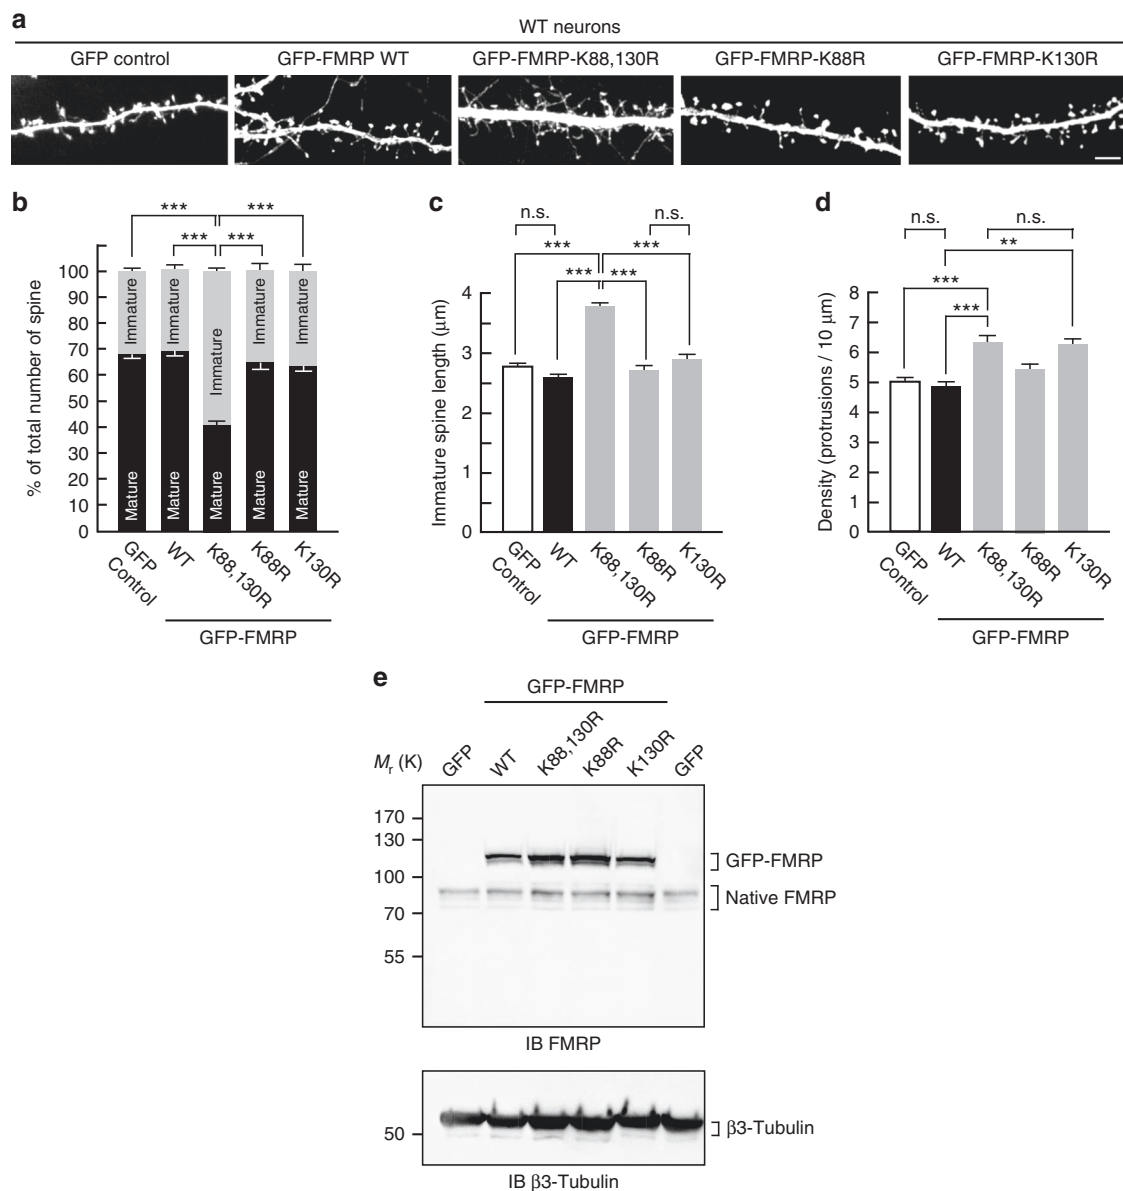 a
WT neurons
GFP control
GFP-FMRP WT
GFP-FMRP-K88,130R
GFP-FMRP-K88R
GFP-FMRP-K130R
b
*** ***
*** ***
% of total number of spine
100
90
80
70
60
50
40
30
20
10
0
Immature Immature Immature Immature Immature
Mature Mature Mature Mature Mature
GFP Control
WT
K88,130R
K88R
K130R
GFP-FMRP
c
n.s. n.s.
*** ***
*** ***
Immature spine length (μm)
4
3
2
1
0
GFP Control
WT
K88,130R
K88R
K130R
GFP-FMRP
d
n.s. n.s.
**
***
***
Density (protrusions / 10 μm)
8
7
6
5
4
3
2
1
0
GFP Control
WT
K88,130R
K88R
K130R
GFP-FMRP
e
GFP-FMRP
Mr (K)
GFP
WT
K88,130R
K88R
K130R
GFP
170
130
100
70
55
GFP-FMRP
Native FMRP
IB FMRP
50
β3-Tubulin
IB β3-Tubulin